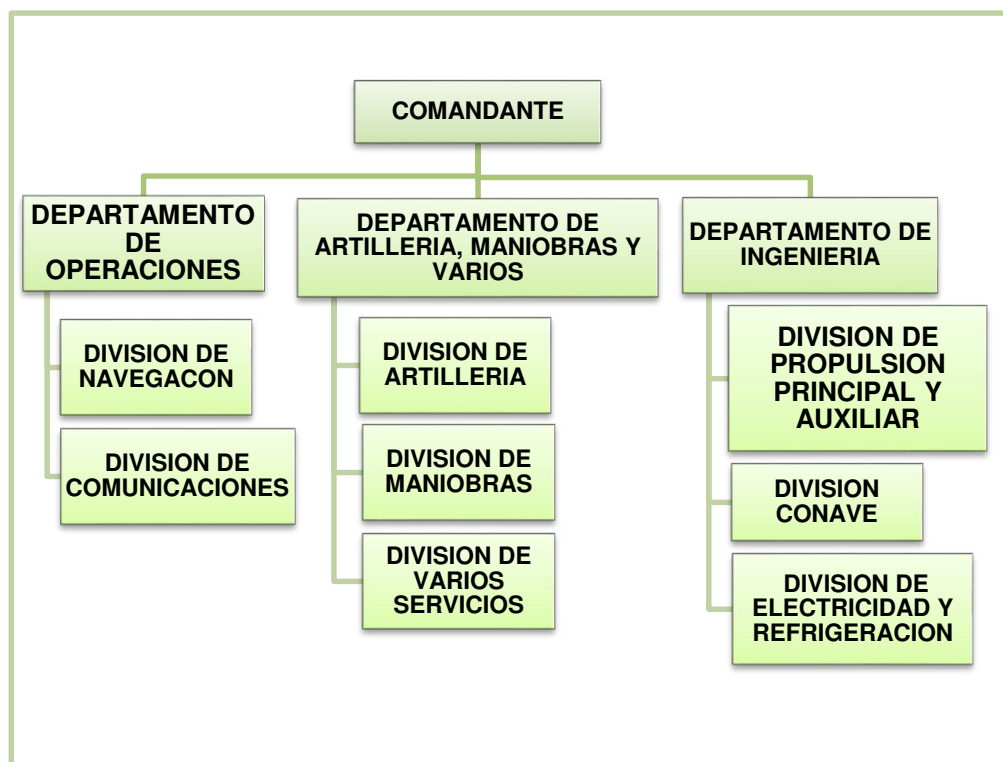 COMANDANTE
DEPARTAMENTO
DE
OPERACIONES
DIVISION DE
NAVEGACON
DIVISION DE
COMUNICACIONES
DEPARTAMENTO DE
ARTILLERIA, MANIOBRAS Y
VARIOS
DIVISION DE
ARTILLERIA
DIVISION DE
MANIOBRAS
DIVISION DE
VARIOS
SERVICIOS
DEPARTAMENTO DE
INGENIERIA
DIVISION DE
PROPULSION
PRINCIPAL Y
AUXILIAR
DIVISION
CONAVE
DIVISION DE
ELECTRICIDAD Y
REFRIGERACION